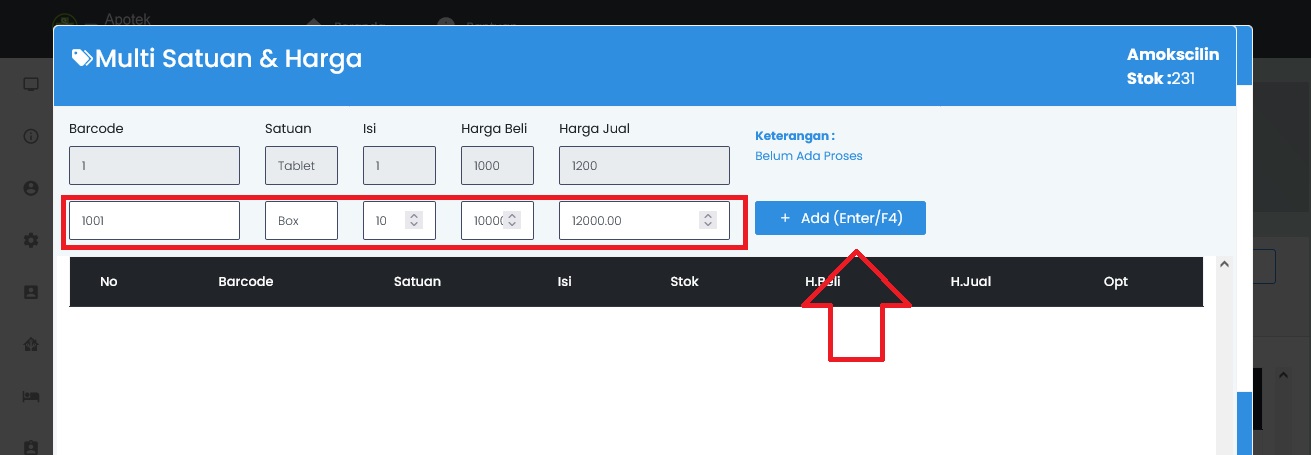 Apotek
Beranda
Bantuan
Multi Satuan & Harga
Amokscilin
Stok :231
Barcode Satuan Isi Harga Beli Harga Jual
Keterangan :
Belum Ada Proses
1 Tablet 1 1000 1200
1001 Box 10 10000 12000.00
+ Add (Enter/F4)
No Barcode Satuan Isi Stok H.Beli H.Jual Opt